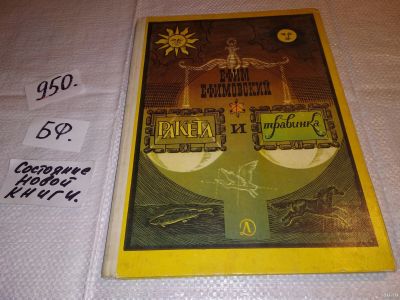 950.
БФ.
Состояние
новой
книги.
ЕФИМ
ЕФИМОВСКИЙ
РАКЕТА И травинка
Д